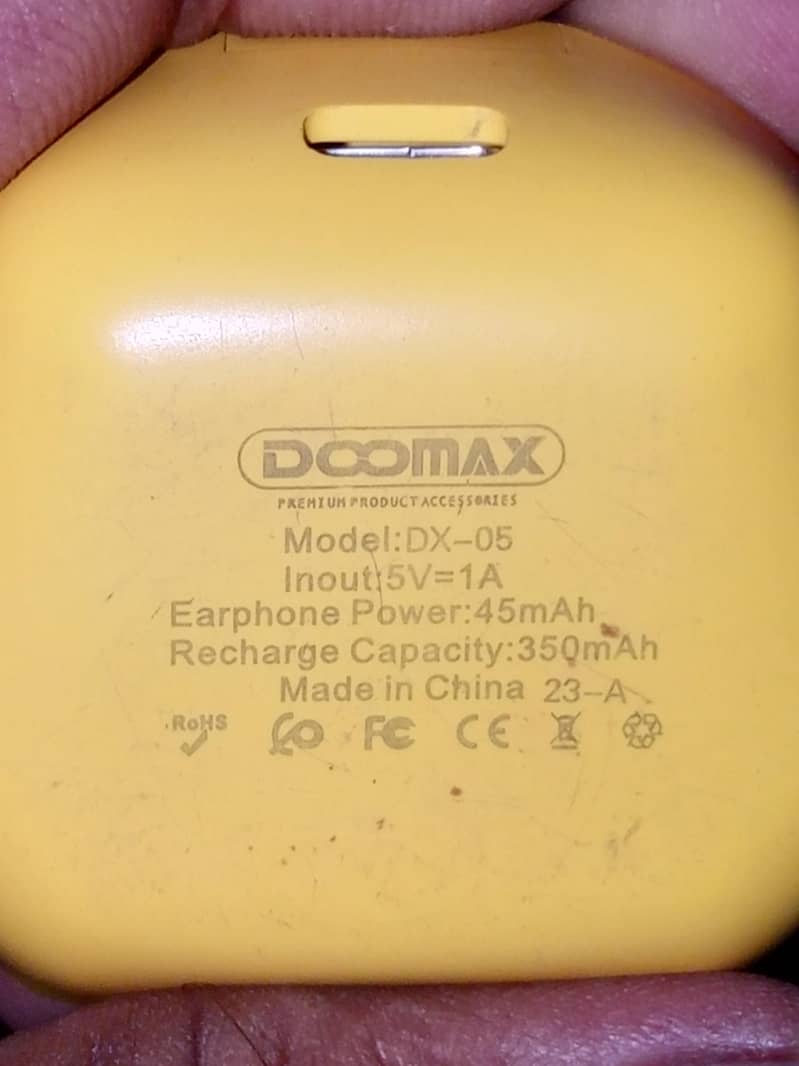 DOOMAX
PREMIUM PRODUCT ACCESSORIES
Model:DX-05
Inout:5V=1A
Earphone Power:45mAh
Recharge Capacity:350mAh
Made in China 23-A
RoHS FC CE